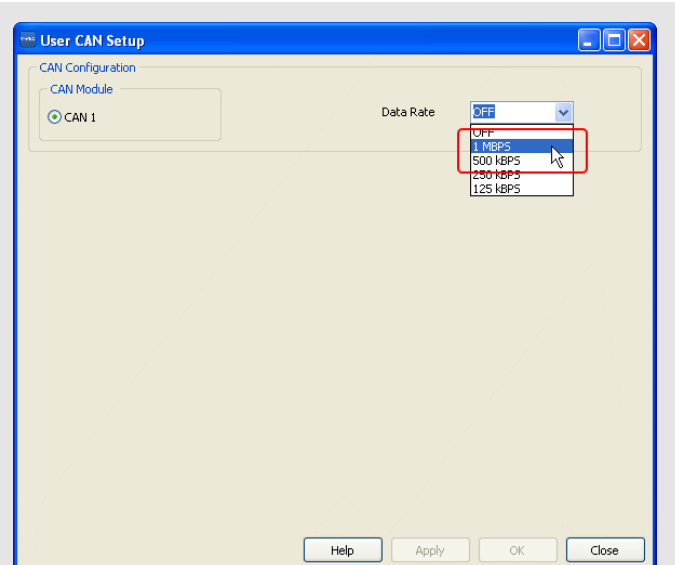 User CAN Setup
CAN Configuration
CAN Module
CAN 1
Data Rate
OFF
OFF
1 MBPS
500 kBPS
250 kBPS
125 kBPS
Help
Apply
OK
Close